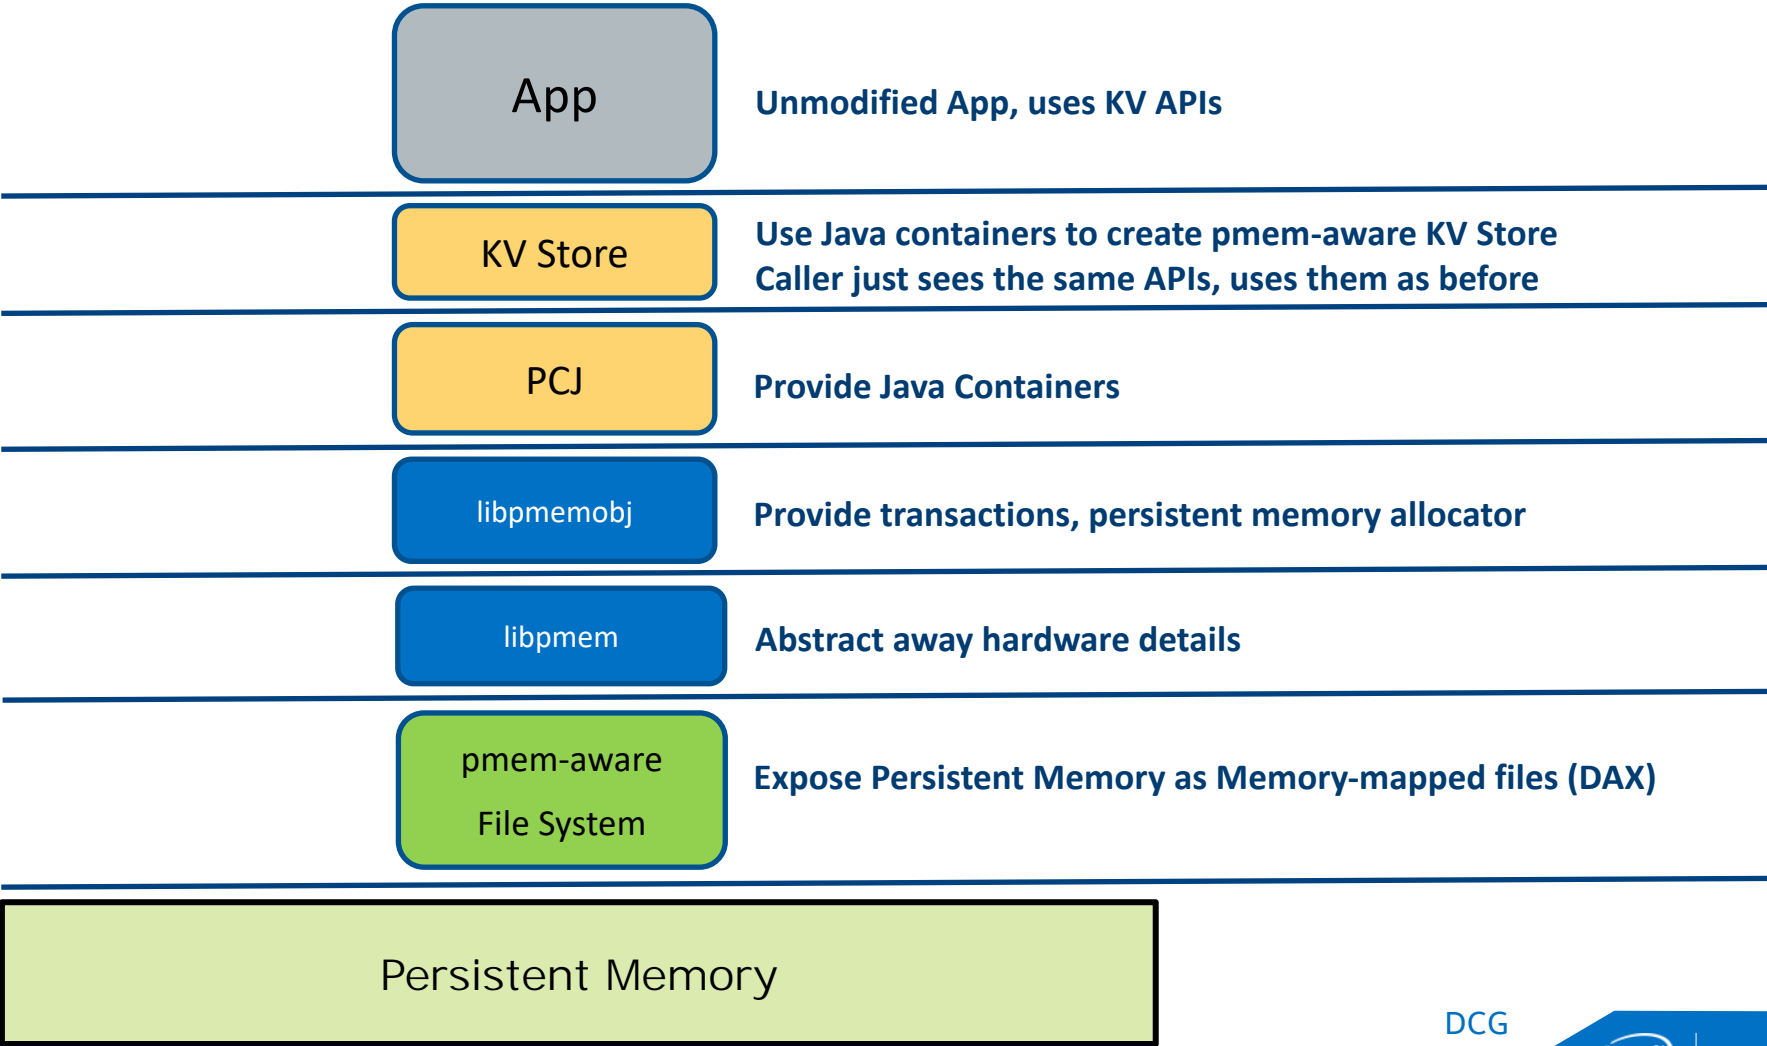 App
Unmodified App, uses KV APIs
KV Store
Use Java containers to create pmem-aware KV Store
Caller just sees the same APIs, uses them as before
PCJ
Provide Java Containers
libpmemobj
Provide transactions, persistent memory allocator
libpmem
Abstract away hardware details
pmem-aware
File System
Expose Persistent Memory as Memory-mapped files (DAX)
Persistent Memory
DCG